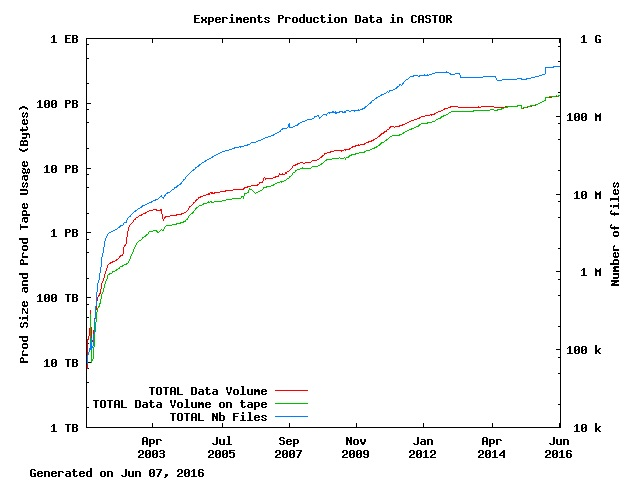 Experiments Production Data in CASTOR
1 EB
100 PB
10 PB
1 PB
100 TB
10 TB
1 TB
Prod Size and Prod Tape Usage (Bytes)
1 G
100 M
10 M
1 M
100 k
10 k
Number of files
TOTAL Data Volume
TOTAL Data Volume on tape
TOTAL Nb Files
Apr Jul Sep Nov Jan Apr Jun
2003 2005 2007 2009 2012 2014 2016
Generated on Jun 07, 2016